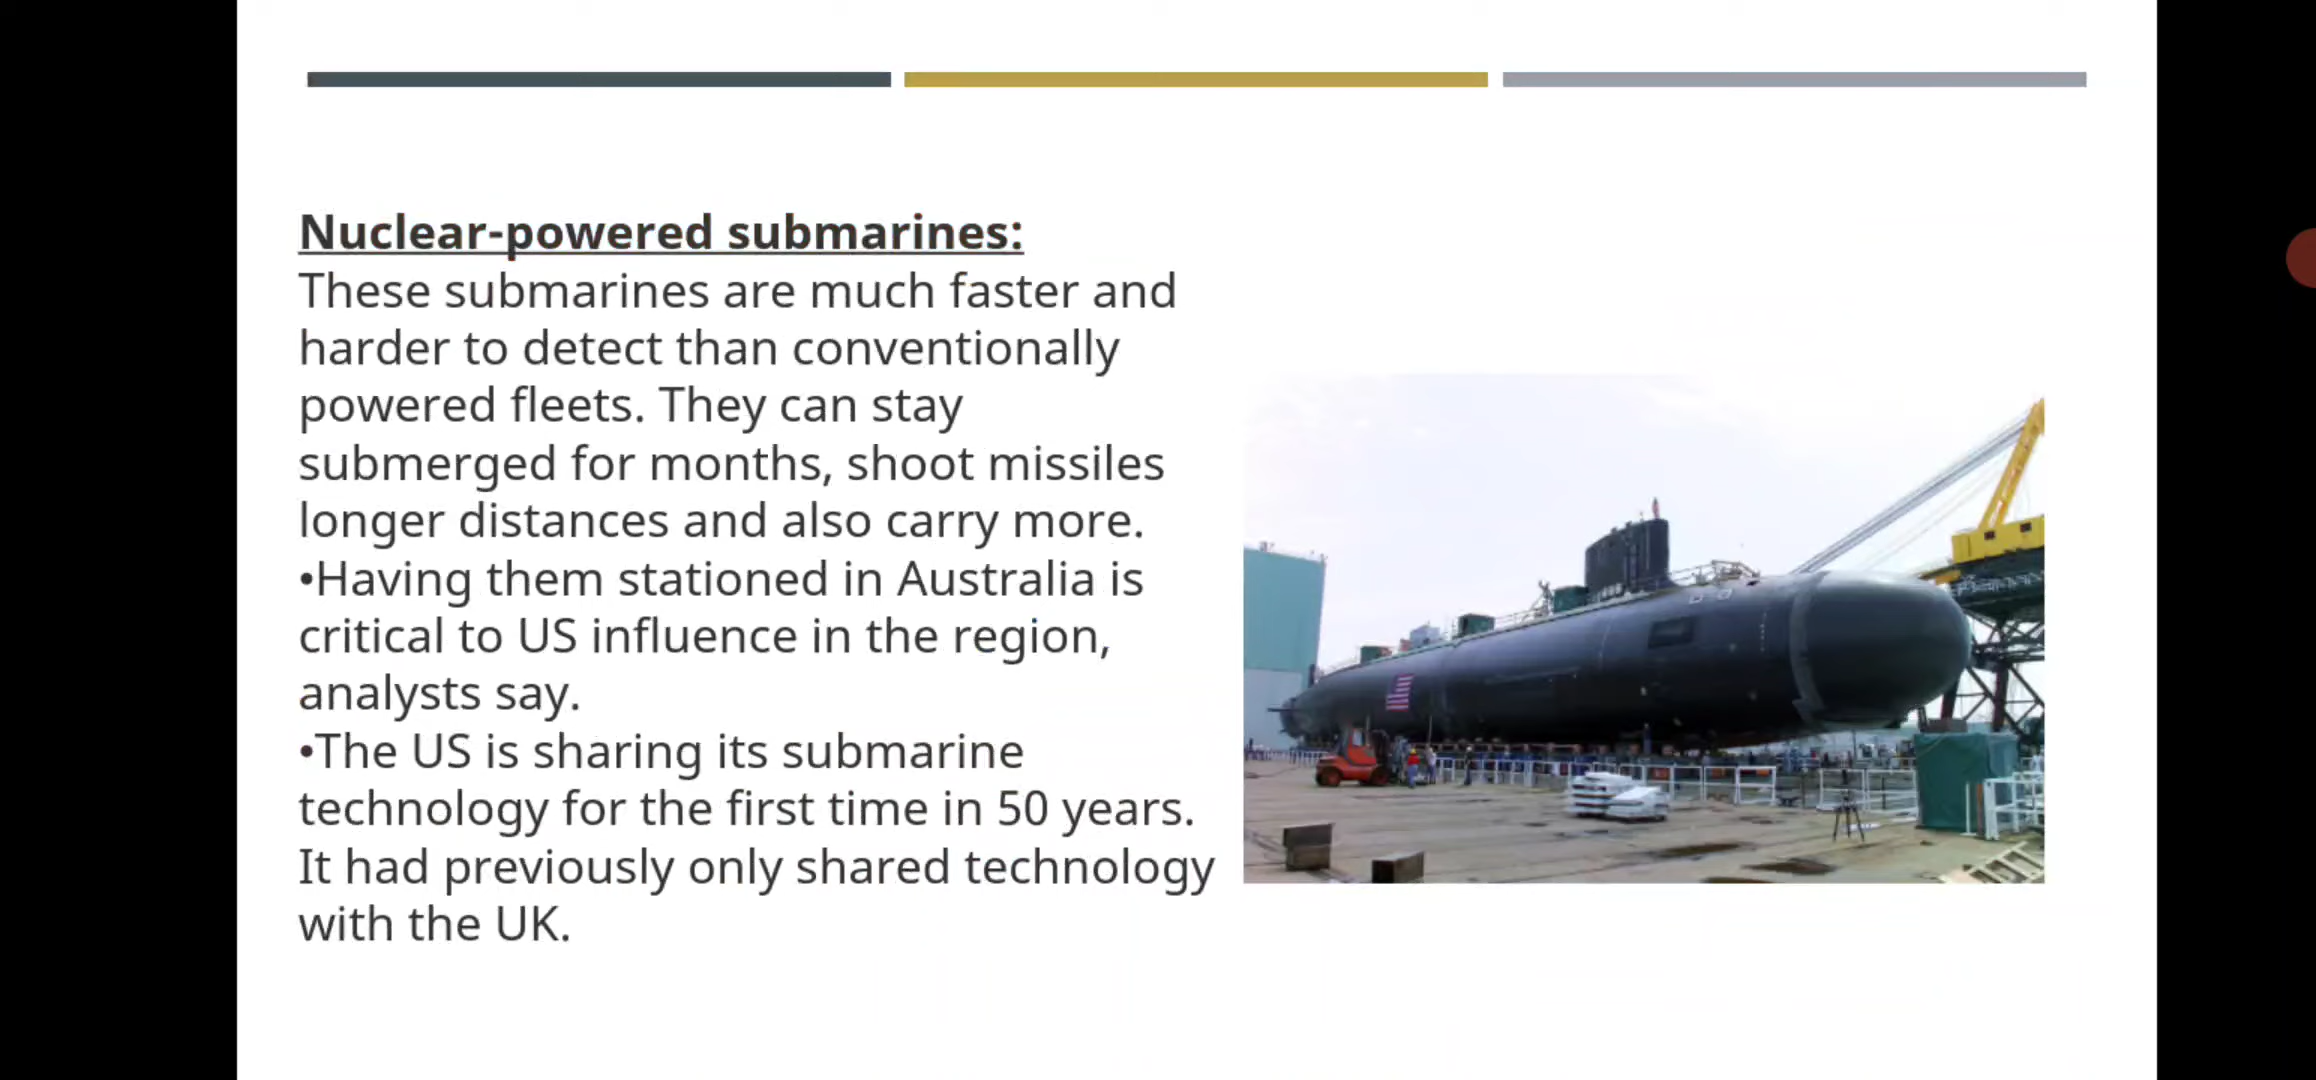 Nuclear-powered submarines:
These submarines are much faster and
harder to detect than conventionally
powered fleets. They can stay
submerged for months, shoot missiles
longer distances and also carry more.
•Having them stationed in Australia is
critical to US influence in the region,
analysts say.
•The US is sharing its submarine
technology for the first time in 50 years.
It had previously only shared technology
with the UK.